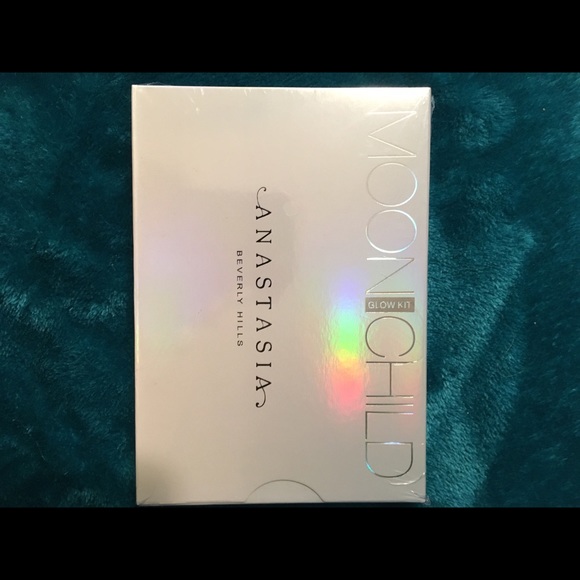 MOONCHILD
GLOW KIT
ANASTASIA
BEVERLY HILLS